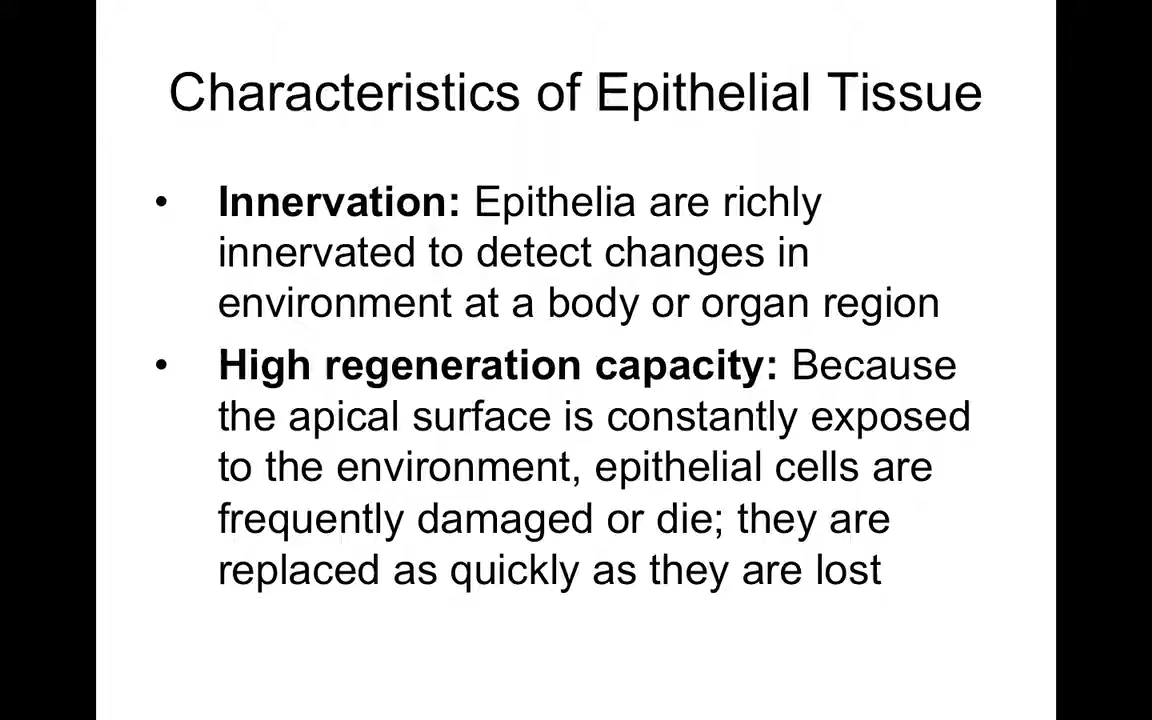 Characteristics of Epithelial Tissue
• Innervation: Epithelia are richly
innervated to detect changes in
environment at a body or organ region
• High regeneration capacity: Because
the apical surface is constantly exposed
to the environment, epithelial cells are
frequently damaged or die; they are
replaced as quickly as they are lost